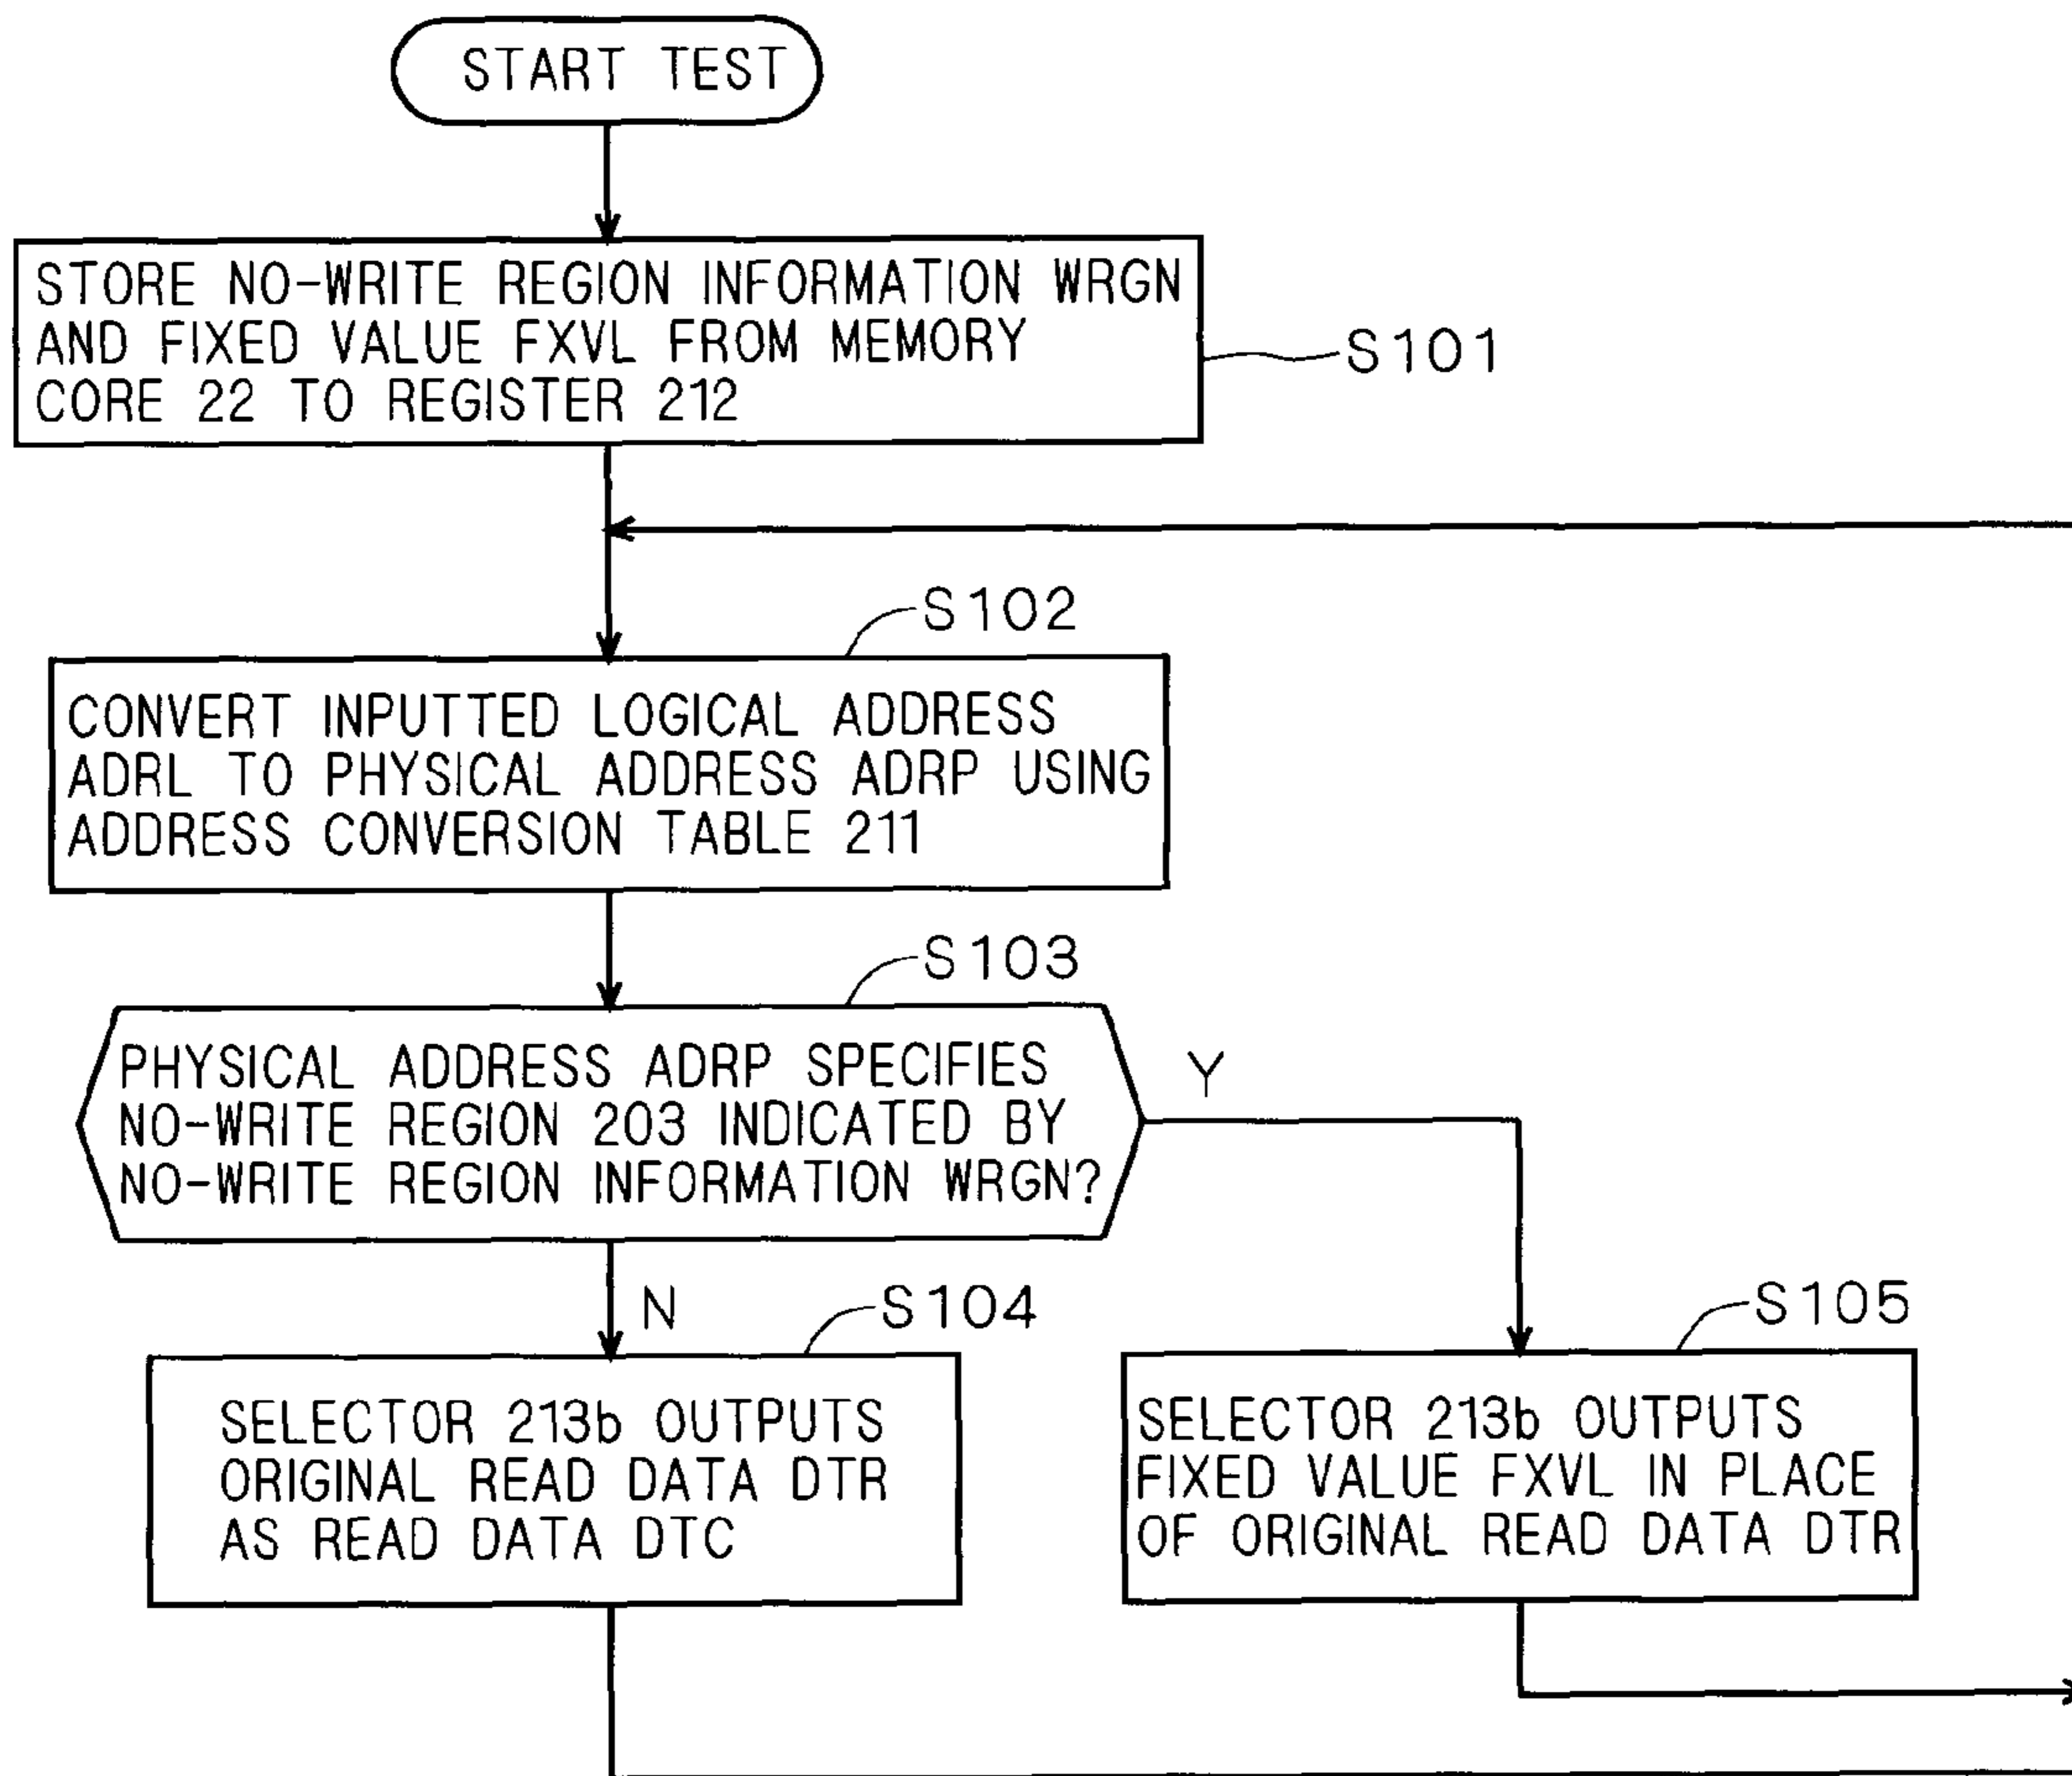 START TEST
STORE NO-WRITE REGION INFORMATION WRGN
AND FIXED VALUE FXVL FROM MEMORY
CORE 22 TO REGISTER 212
S101
S102
CONVERT INPUTTED LOGICAL ADDRESS
ADRL TO PHYSICAL ADDRESS ADRP USING
ADDRESS CONVERSION TABLE 211
S103
PHYSICAL ADDRESS ADRP SPECIFIES
NO-WRITE REGION 203 INDICATED BY
NO-WRITE REGION INFORMATION WRGN?
Y
N
S104
SELECTOR 213b OUTPUTS
ORIGINAL READ DATA DTR
AS READ DATA DTC
S105
SELECTOR 213b OUTPUTS
FIXED VALUE FXVL IN PLACE
OF ORIGINAL READ DATA DTR